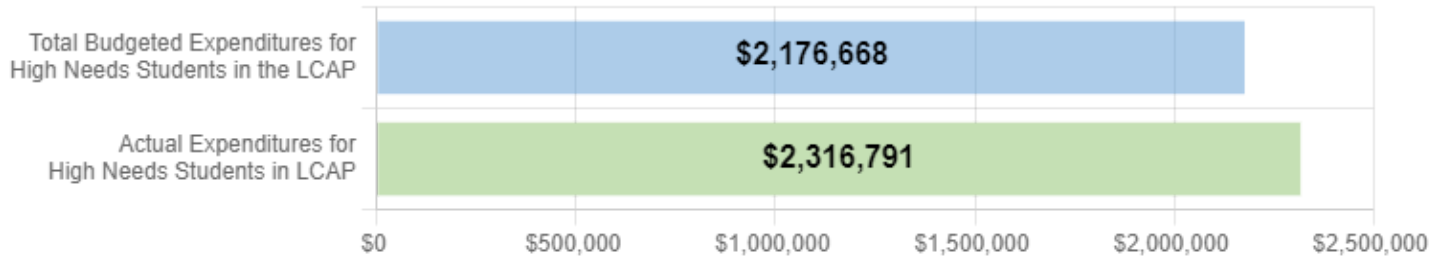 Total Budgeted Expenditures for
High Needs Students in the LCAP
$2,176,668
Actual Expenditures for
High Needs Students in LCAP
$2,316,791
$0
$500,000
$1,000,000
$1,500,000
$2,000,000
$2,500,000